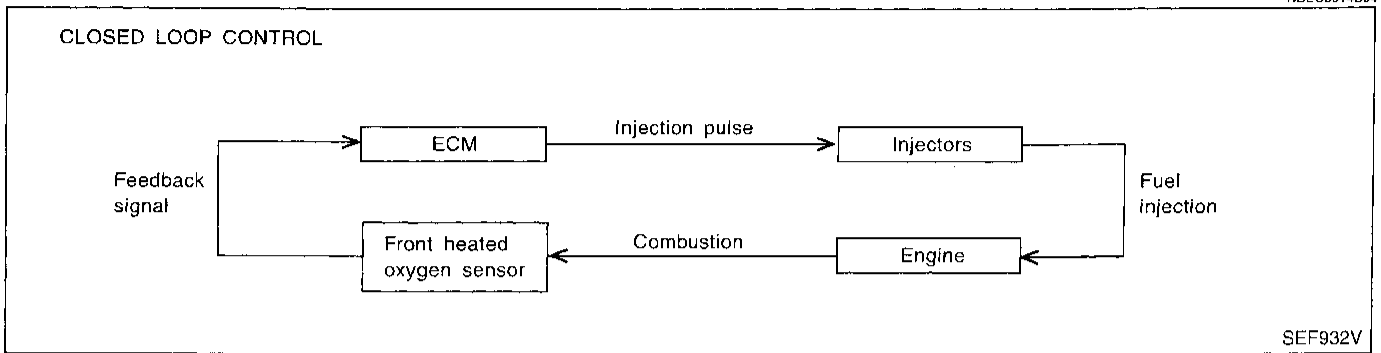 CLOSED LOOP CONTROL
ECM
Injection pulse
Injectors
Feedback
signal
Fuel
injection
Front heated
oxygen sensor
Combustion
Engine
SEF932V